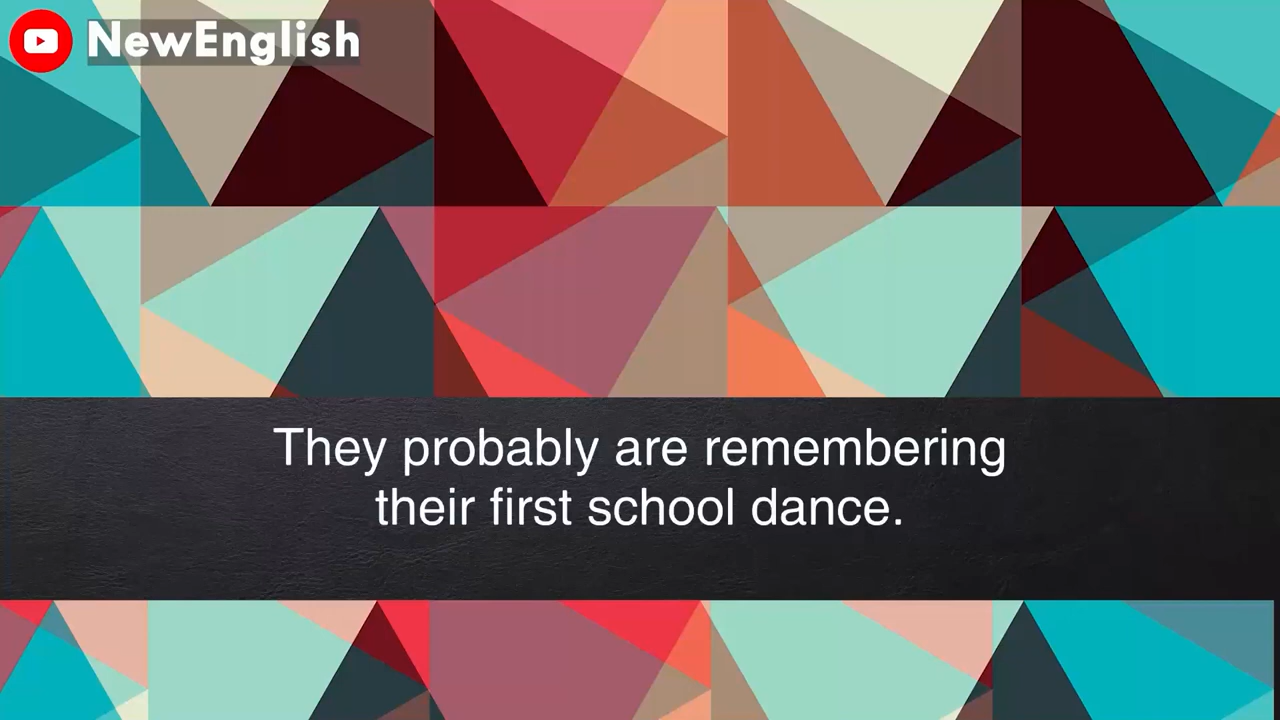 NewEnglish
They probably are remembering
their first school dance.